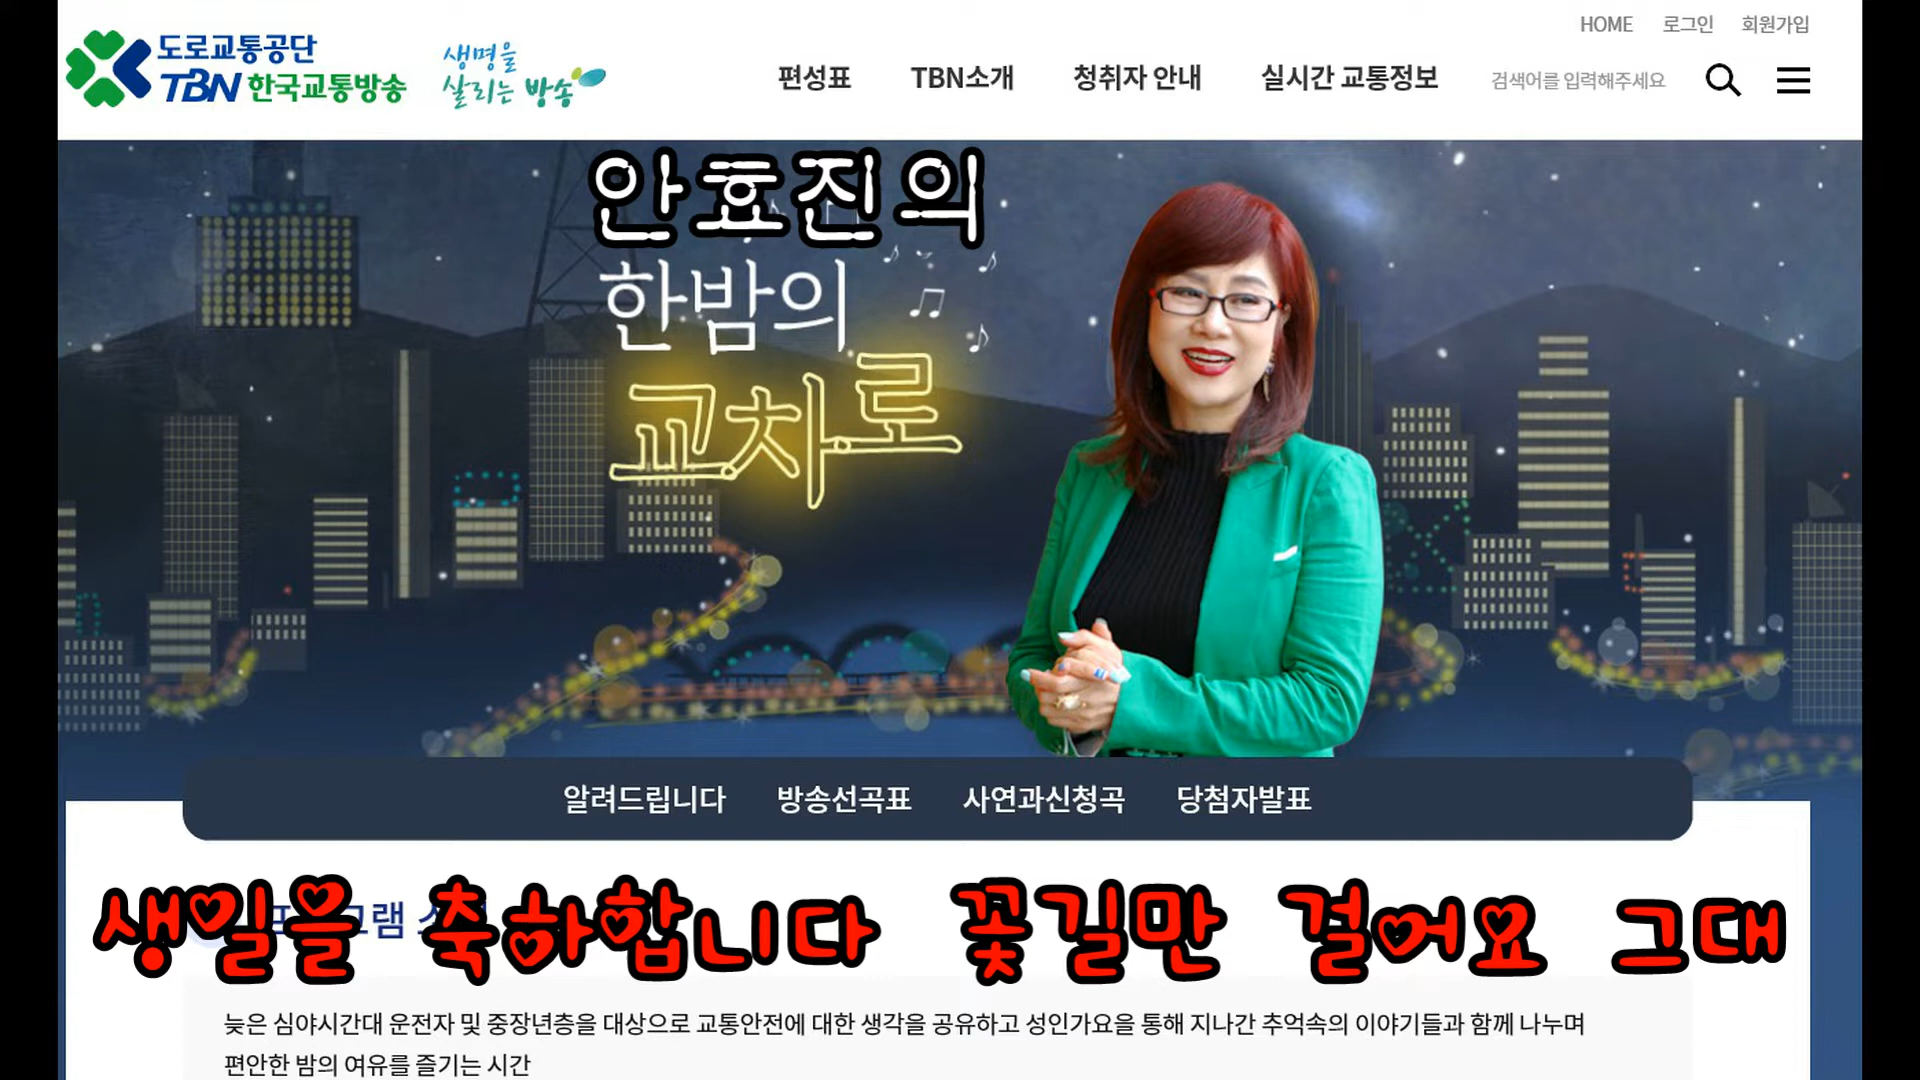 HOME 로그인 회원가입
도로교통공단
TBN 한국교통방송
생명을
살리는 방송
편성표 TBN소개 청취자 안내 실시간 교통정보 검색어를 입력해주세요
안효진의
한밤의
교차로
알려드립니다 방송선곡표 사연과신청곡 당첨자발표
생일을 축하합니다 꽃길만 걸어요 그대
늦은 심야시간대 운전자 및 중장년층을 대상으로 교통안전에 대한 생각을 공유하고 성인가요을 통해 지나간 추억속의 이야기들과 함께 나누며
편안한 밤의 여유를 즐기는 시간